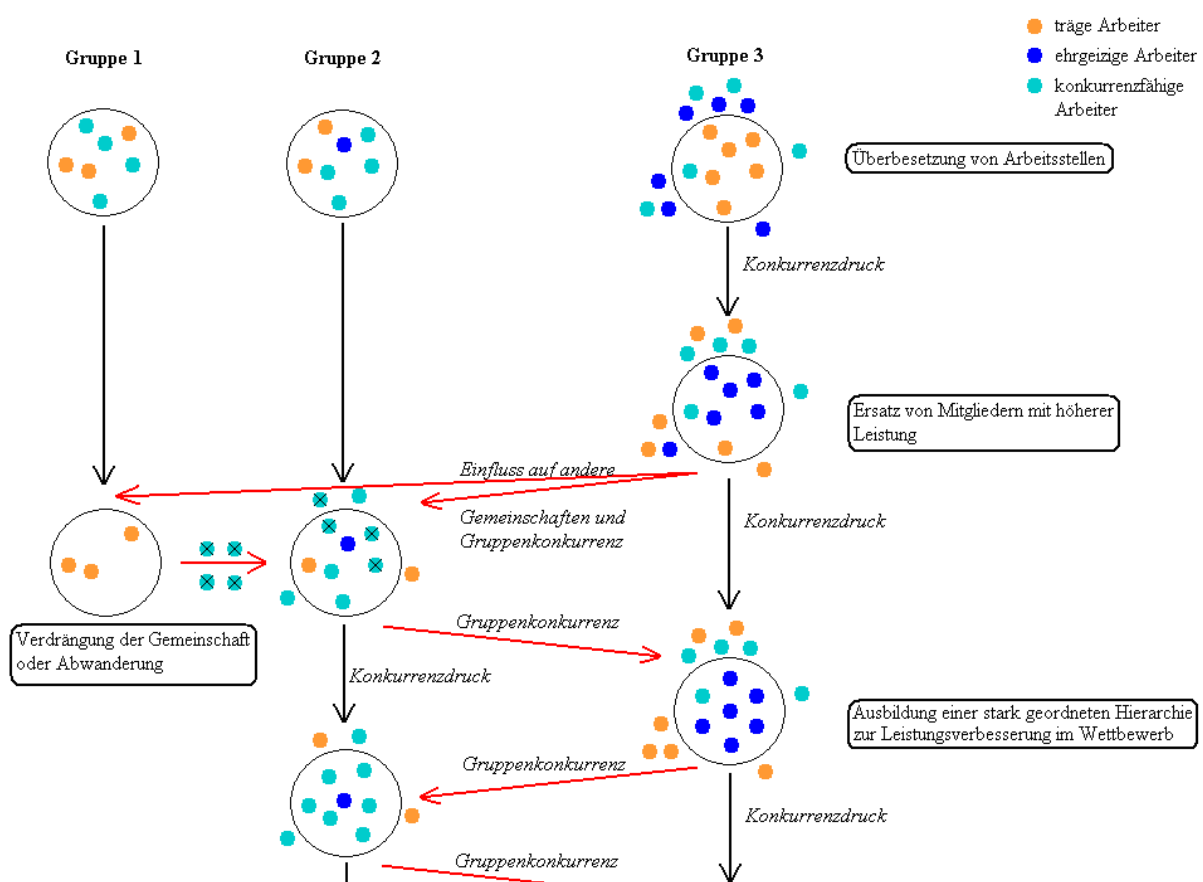 träge Arbeiter
ehrgeizige Arbeiter
konkurrenzfähige
Arbeiter
Gruppe 1
Gruppe 2
Gruppe 3
Überbesetzung von Arbeitsstellen
Konkurrenzdruck
Ersatz von Mitgliedern mit höherer
Leistung
Einfluss auf andere
Gemeinschaften und
Gruppenkonkurrenz
Konkurrenzdruck
Verdrängung der Gemeinschaft
oder Abwanderung
Gruppenkonkurrenz
Konkurrenzdruck
Ausbildung einer stark geordneten Hierarchie
zur Leistungsverbesserung im Wettbewerb
Gruppenkonkurrenz
Konkurrenzdruck
Gruppenkonkurrenz